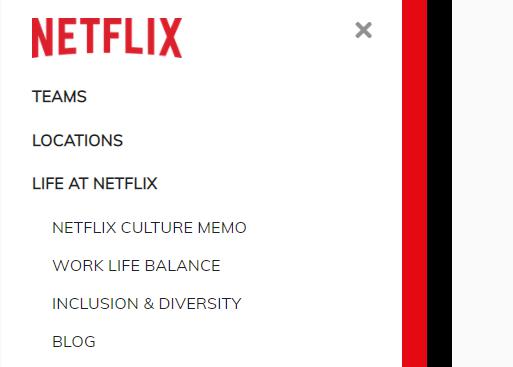 NETFLIX
TEAMS
LOCATIONS
LIFE AT NETFLIX
NETFLIX CULTURE MEMO
WORK LIFE BALANCE
INCLUSION & DIVERSITY
BLOG